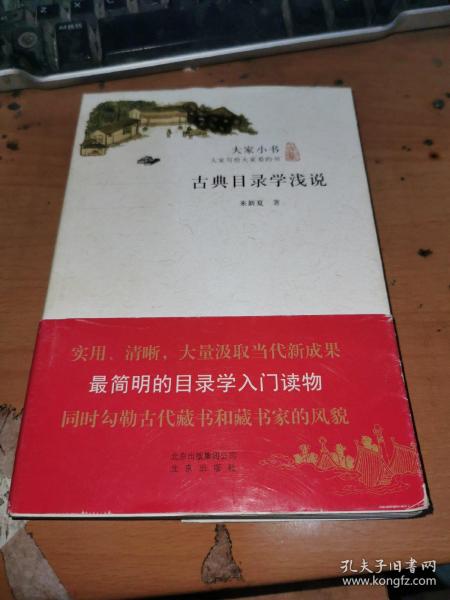 大家小书
大家写给大家看的书
古典目录学浅说
来新夏 著
实用、清晰，大量汲取当代新成果
最简明的目录学入门读物
同时勾勒古代藏书和藏书家的风貌
北京出版集团公司
北京出版社
孔夫子旧书网
www.kongfz.com